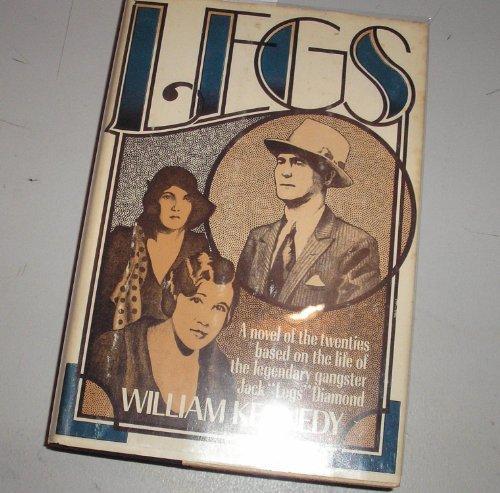 LEGS
A novel of the twenties
based on the life of
the legendary gangster
Jack "Legs" Diamond
WILLIAM KENNEDY